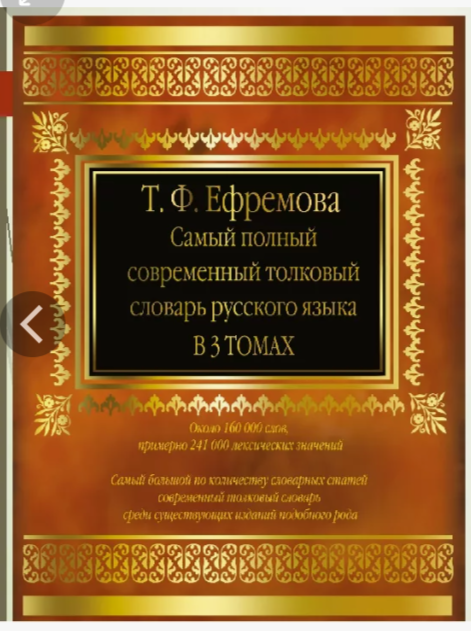 Т. Ф. Ефремова
Самый полный
современный толковый
словарь русского языка
В 3 ТОМАХ
Около 160 000 слов,
примерно 241 000 лексических значений
Самый большой по количеству словарных статей
современный толковый словарь
среди существующих изданий подобного рода